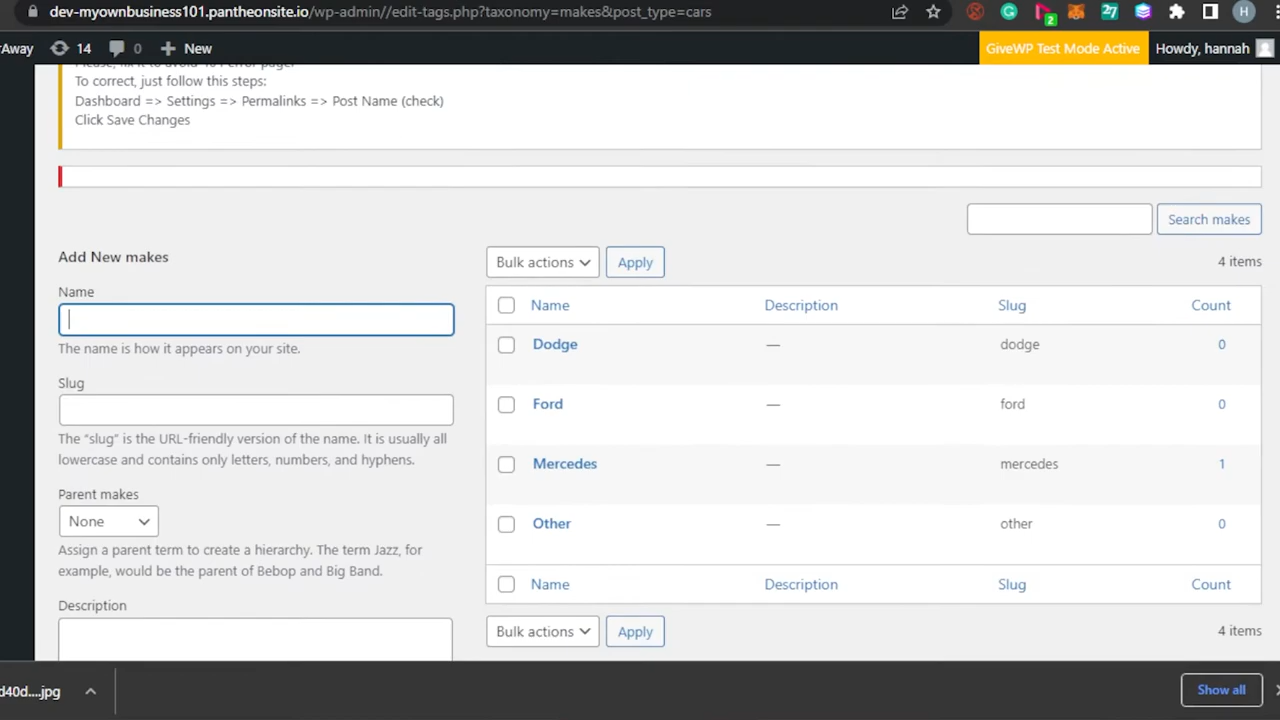 dev-myownbusiness101.pantheonsite.io/wp-admin//edit-tags.php?taxonomy=makes&post_type=cars
2
27
H
rAway 14 0 New GiveWP Test Mode Active Howdy, hannah
To correct, just follow this steps:
Dashboard => Settings => Permalinks => Post Name (check)
Click Save Changes
Search makes
Add New makes
Bulk actions Apply 4 items
Name
The name is how it appears on your site.
Slug
The "slug" is the URL-friendly version of the name. It is usually all
lowercase and contains only letters, numbers, and hyphens.
Parent makes
None
Assign a parent term to create a hierarchy. The term Jazz, for
example, would be the parent of Bebop and Big Band.
Description
Name Description Slug Count
Dodge — dodge 0
Ford — ford 0
Mercedes — mercedes 1
Other — other 0
Name Description Slug Count
Bulk actions Apply 4 items
d40d....jpg Show all